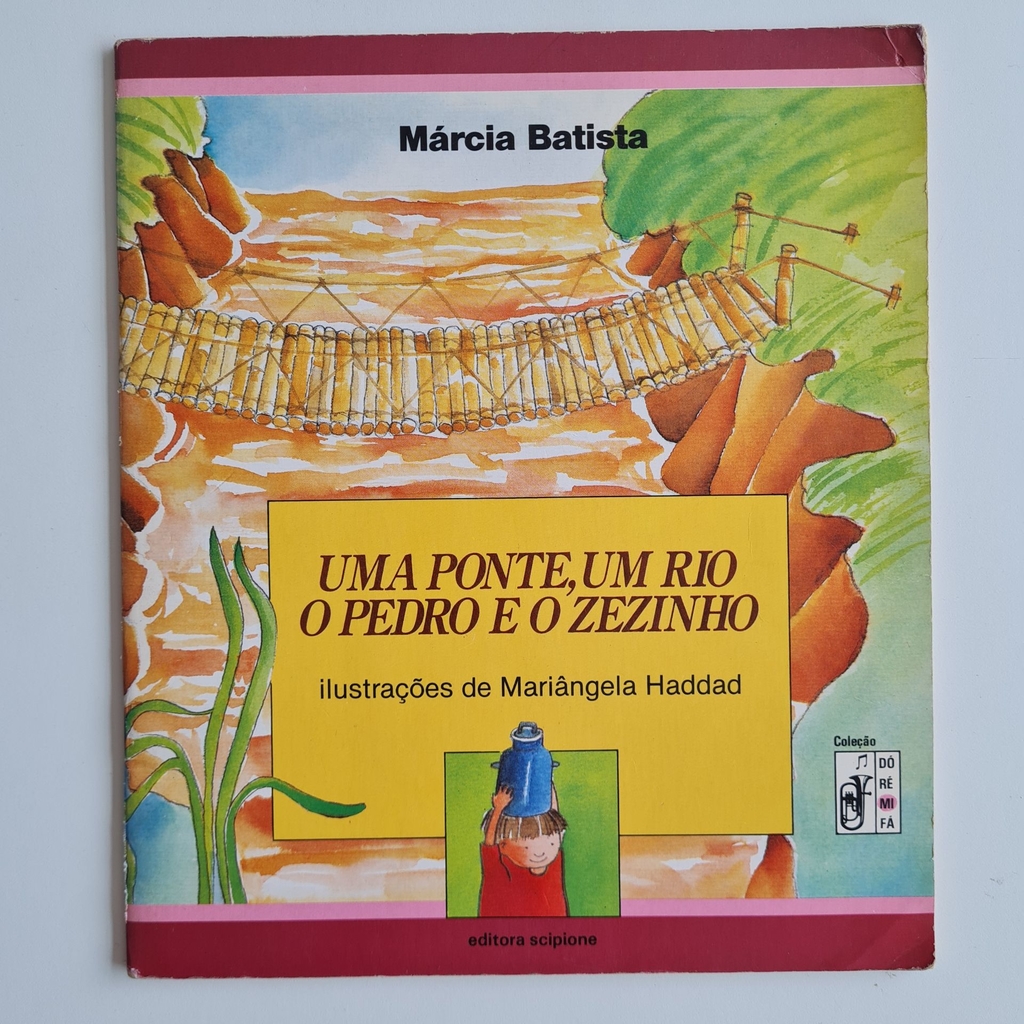 Márcia Batista
UMA PONTE, UM RIO
O PEDRO E O ZEZINHO
ilustrações de Mariângela Haddad
Coleção
DÓ
RÉ
MI
FÁ
editora scipione